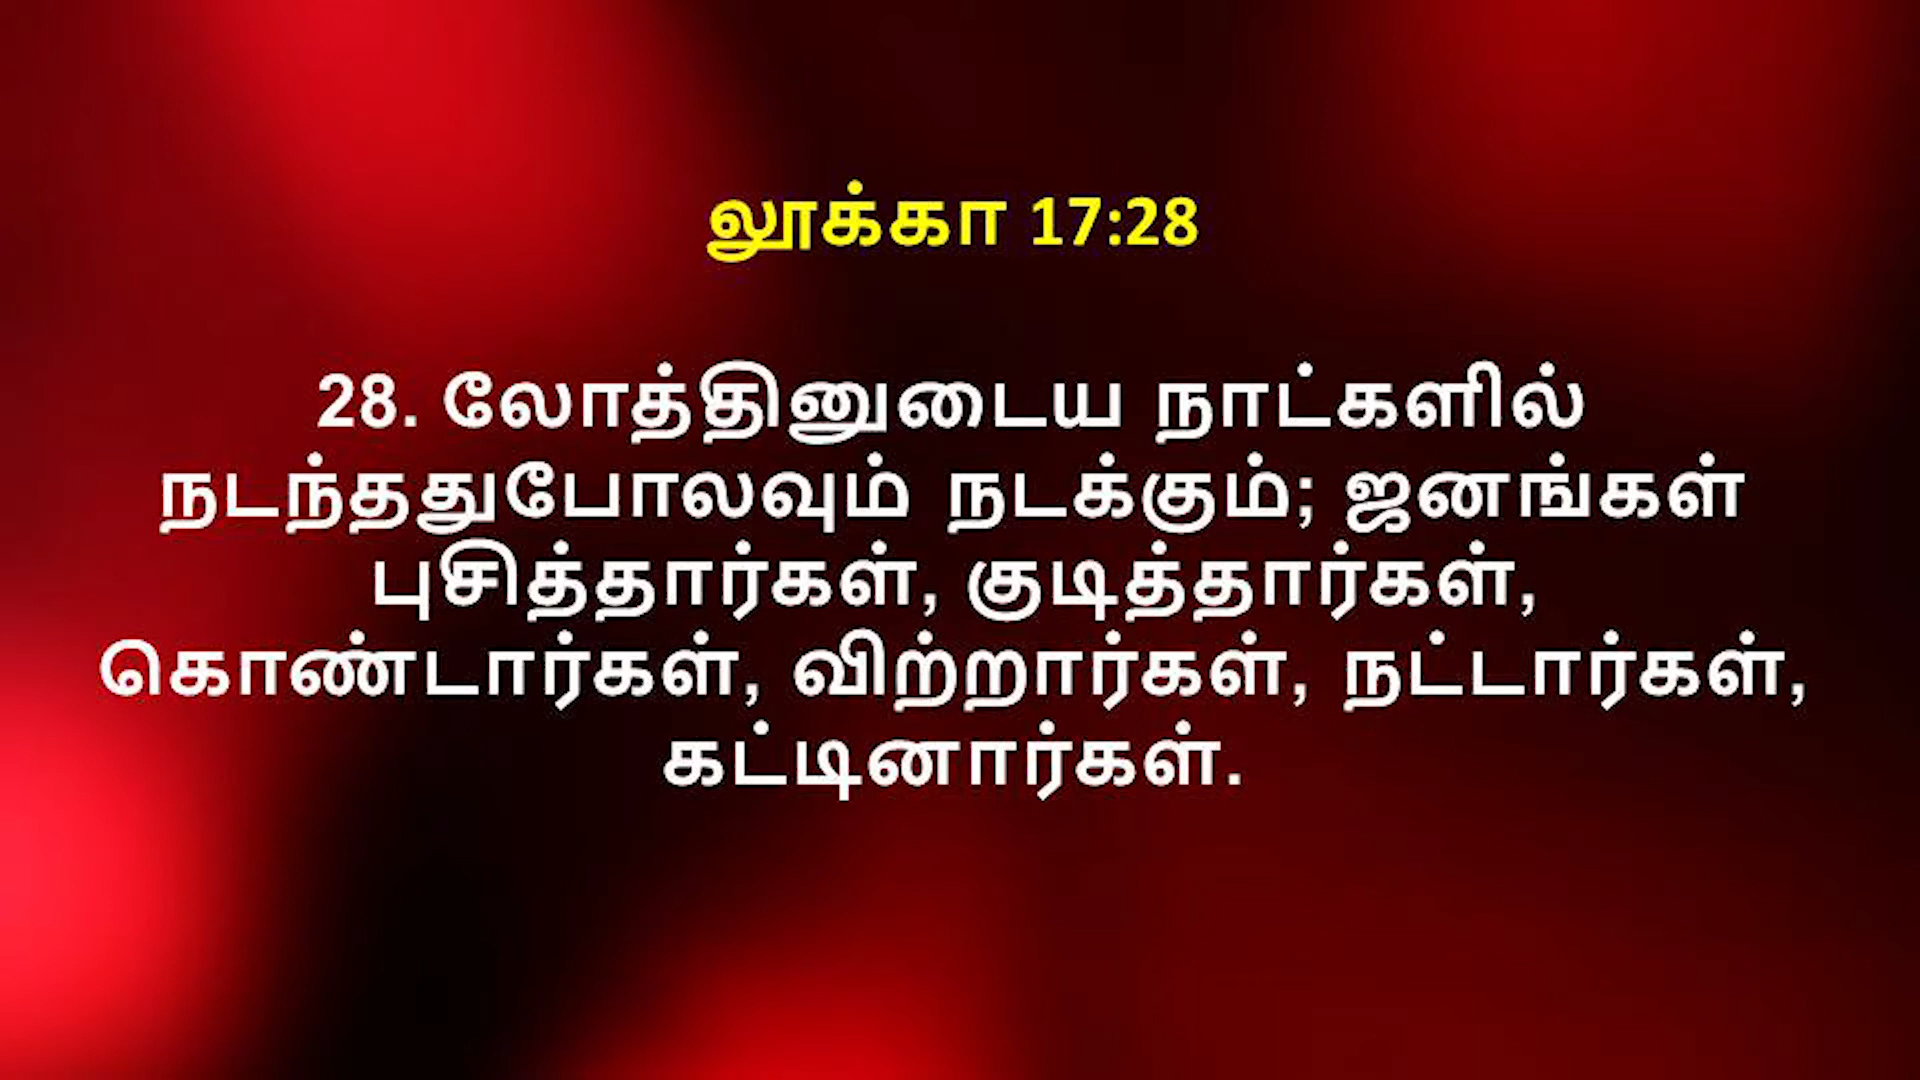 லூக்கா 17:28
28. லோத்தினுடைய நாட்களில்
நடந்ததுபோலவும் நடக்கும்; ஜனங்கள்
புசித்தார்கள், குடித்தார்கள்,
கொண்டார்கள், விற்றார்கள், நட்டார்கள்,
கட்டினார்கள்.